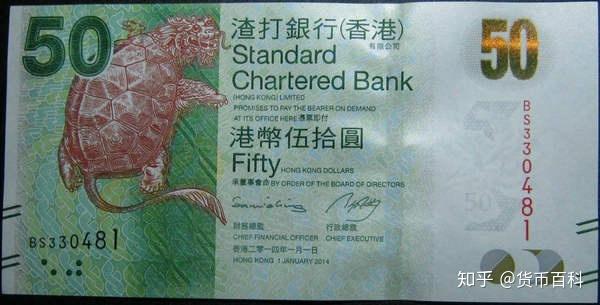 50
渣打銀行(香港)
有限公司
Standard
Chartered Bank
(HONG KONG) LIMITED
PROMISES TO PAY THE BEARER ON DEMAND
AT ITS OFFICE HERE 憑票即付
港幣伍拾圓
Fifty HONG KONG DOLLARS
承董事會命 BY ORDER OF THE BOARD OF DIRECTORS
財務總監 行政總裁
CHIEF FINANCIAL OFFICER CHIEF EXECUTIVE
香港二零一四年一月一日
HONG KONG 1 JANUARY 2014
BS330481
50
BS330481
50
知乎 @货币百科